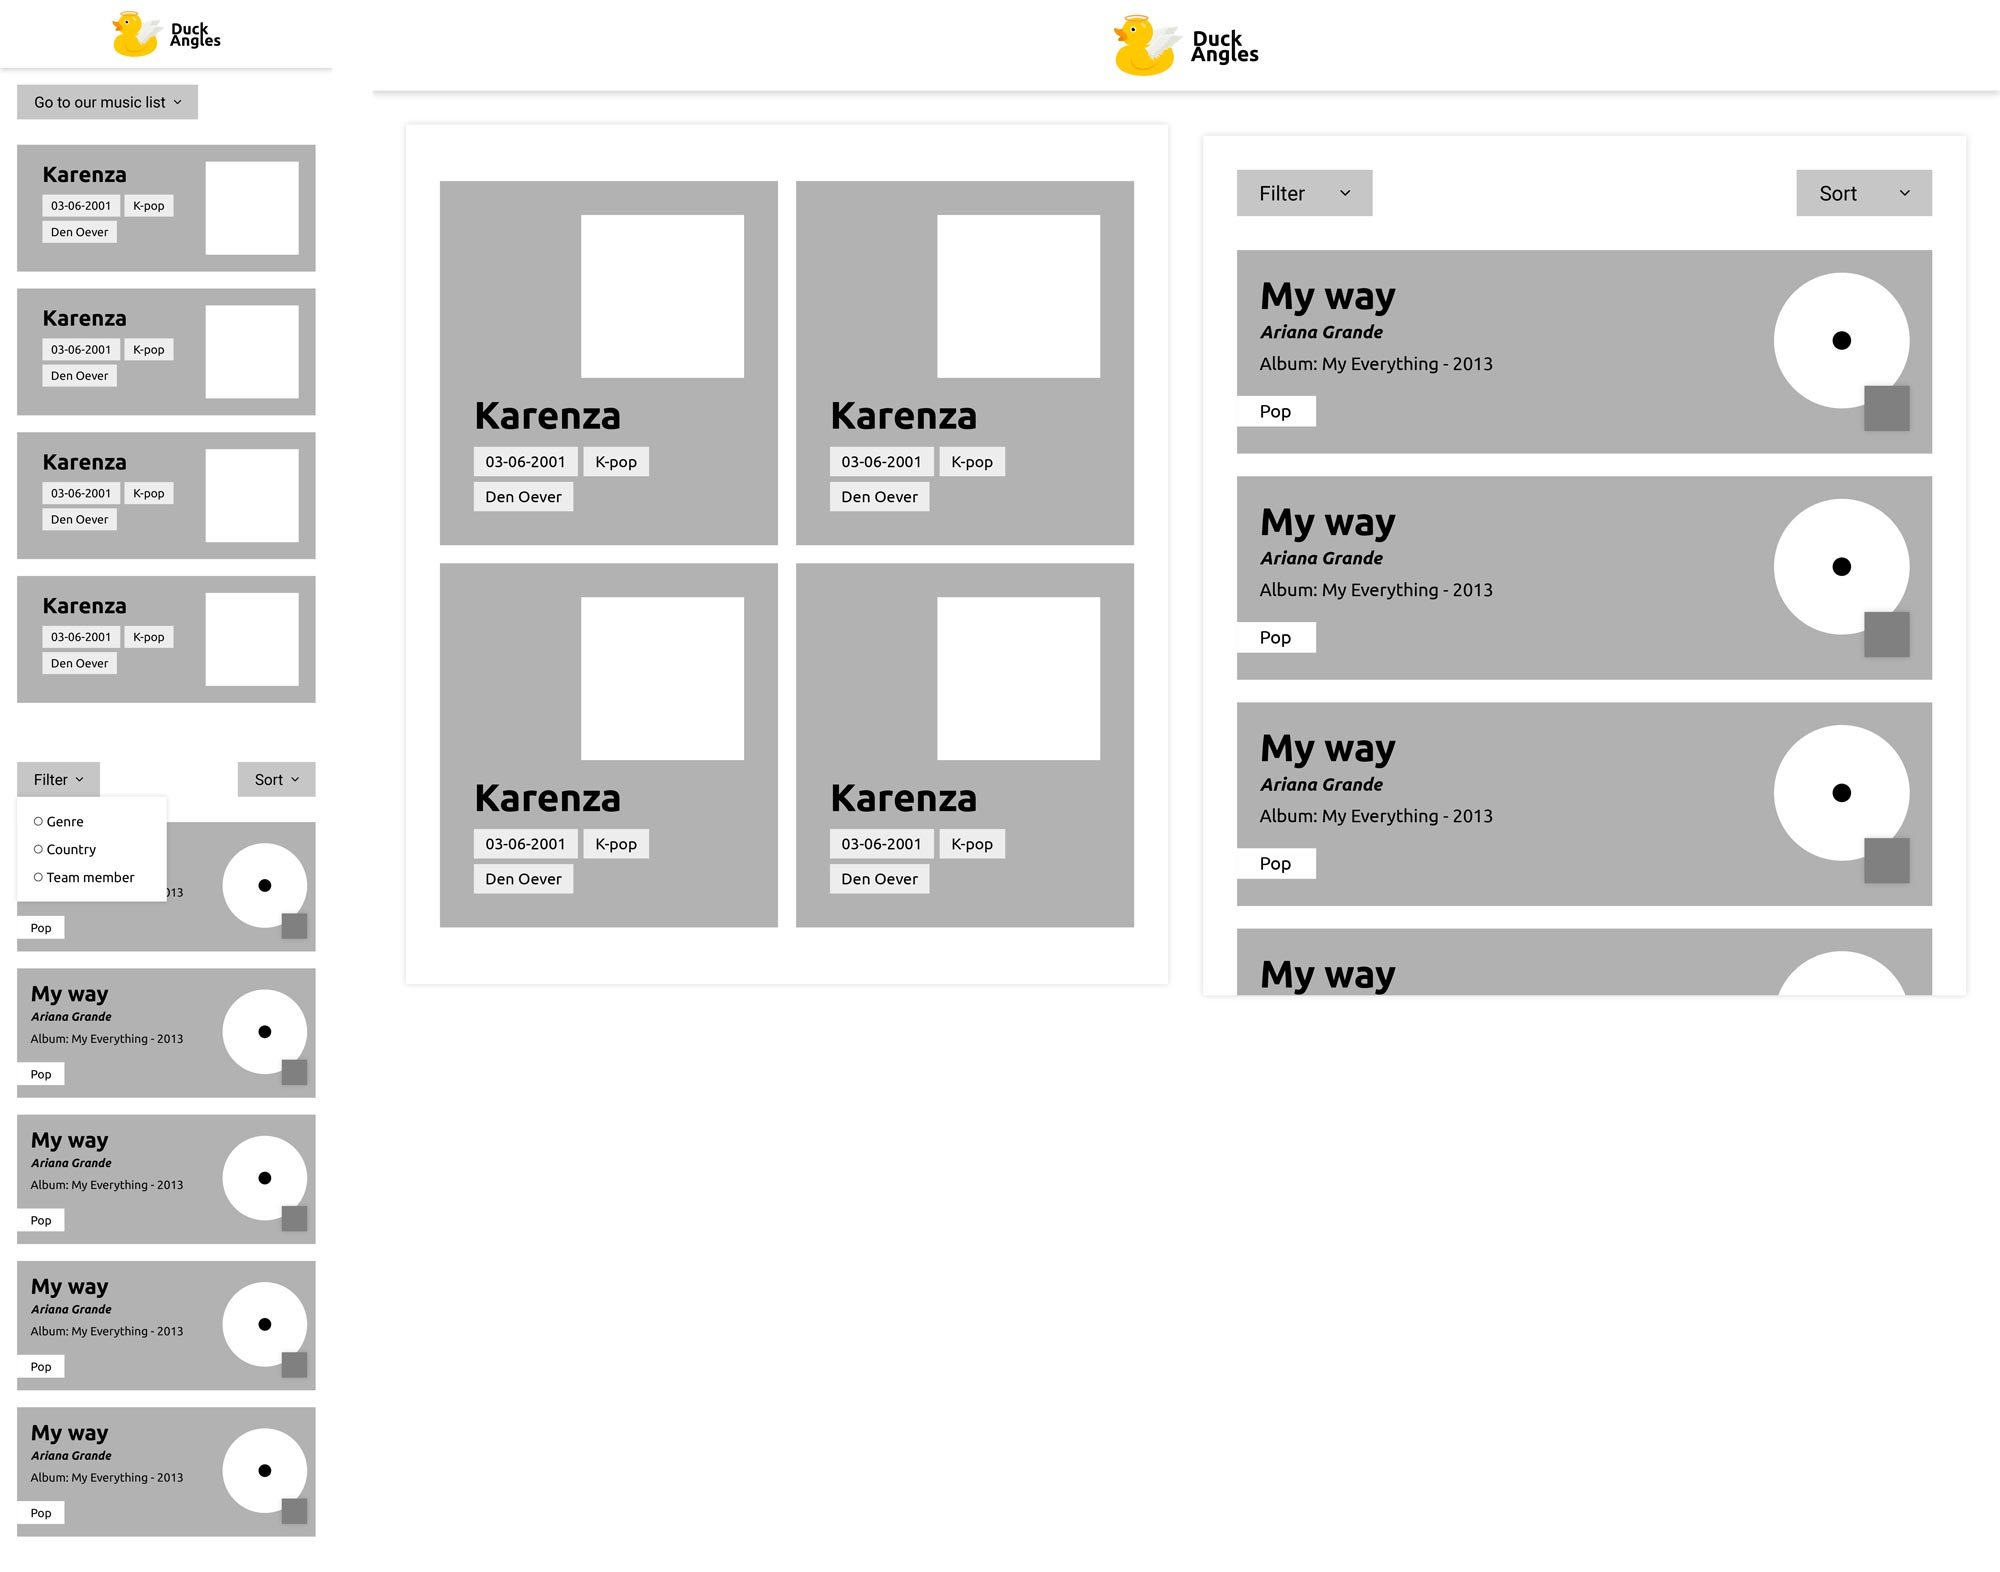 Duck
Angles
Go to our music list
Karenza
03-06-2001 K-pop
Den Oever
Karenza
03-06-2001 K-pop
Den Oever
Karenza
03-06-2001 K-pop
Den Oever
Karenza
03-06-2001 K-pop
Den Oever
Filter Sort
Genre
Country
Team member
013
Pop
My way
Ariana Grande
Album: My Everything - 2013
Pop
My way
Ariana Grande
Album: My Everything - 2013
Pop
My way
Ariana Grande
Album: My Everything - 2013
Pop
My way
Ariana Grande
Album: My Everything - 2013
Pop
Duck
Angles
Karenza
03-06-2001 K-pop
Den Oever
Karenza
03-06-2001 K-pop
Den Oever
Karenza
03-06-2001 K-pop
Den Oever
Karenza
03-06-2001 K-pop
Den Oever
Filter Sort
My way
Ariana Grande
Album: My Everything - 2013
Pop
My way
Ariana Grande
Album: My Everything - 2013
Pop
My way
Ariana Grande
Album: My Everything - 2013
Pop
My way